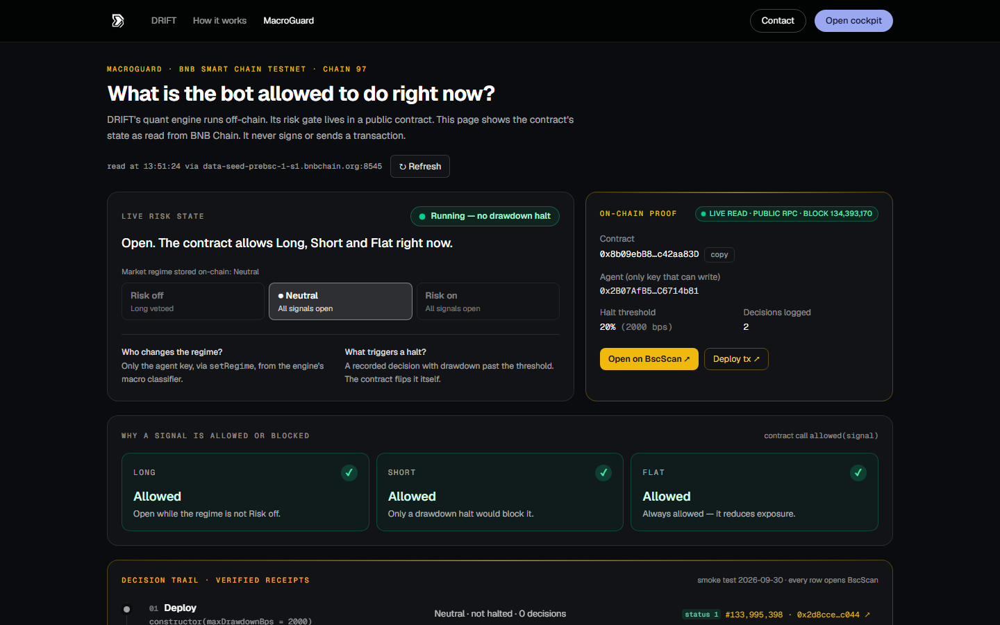 DRIFT How it works MacroGuard Contact Open cockpit
MACROGUARD · BNB SMART CHAIN TESTNET · CHAIN 97
What is the bot allowed to do right now?
DRIFT's quant engine runs off-chain. Its risk gate lives in a public contract. This page shows the contract's
state as read from BNB Chain. It never signs or sends a transaction.
read at 13:51:24 via data-seed-prebsc-1-s1.bnbchain.org:8545 ↻ Refresh
LIVE RISK STATE
Running — no drawdown halt
Open. The contract allows Long, Short and Flat right now.
Market regime stored on-chain: Neutral
Risk off
Long vetoed
Neutral
All signals open
Risk on
All signals open
Who changes the regime?
Only the agent key, via setRegime, from the engine's
macro classifier.
What triggers a halt?
A recorded decision with drawdown past the threshold.
The contract flips it itself.
ON-CHAIN PROOF
LIVE READ · PUBLIC RPC · BLOCK 134,393,170
Contract
0x8b09ebB8…c42aa83D copy
Agent (only key that can write)
0x2B07AfB5…C6714b81
Halt threshold
20% (2000 bps)
Decisions logged
2
Open on BscScan ↗
Deploy tx ↗
WHY A SIGNAL IS ALLOWED OR BLOCKED
contract call allowed(signal)
LONG ✓
Allowed
Open while the regime is not Risk off.
SHORT ✓
Allowed
Only a drawdown halt would block it.
FLAT ✓
Allowed
Always allowed — it reduces exposure.
DECISION TRAIL · VERIFIED RECEIPTS
smoke test 2026-09-30 · every row opens BscScan
01 Deploy
constructor(maxDrawdownBps = 2000)
Neutral · not halted · 0 decisions
status 1 #133,995,398 · 0x2d8cce…c044 ↗